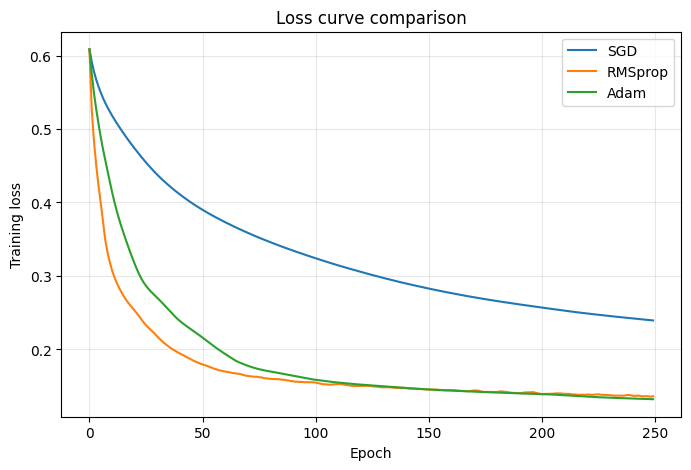 Loss curve comparison
SGD
RMSprop
Adam
0.6
0.5
0.4
0.3
0.2
Training loss
0 50 100 150 200 250
Epoch